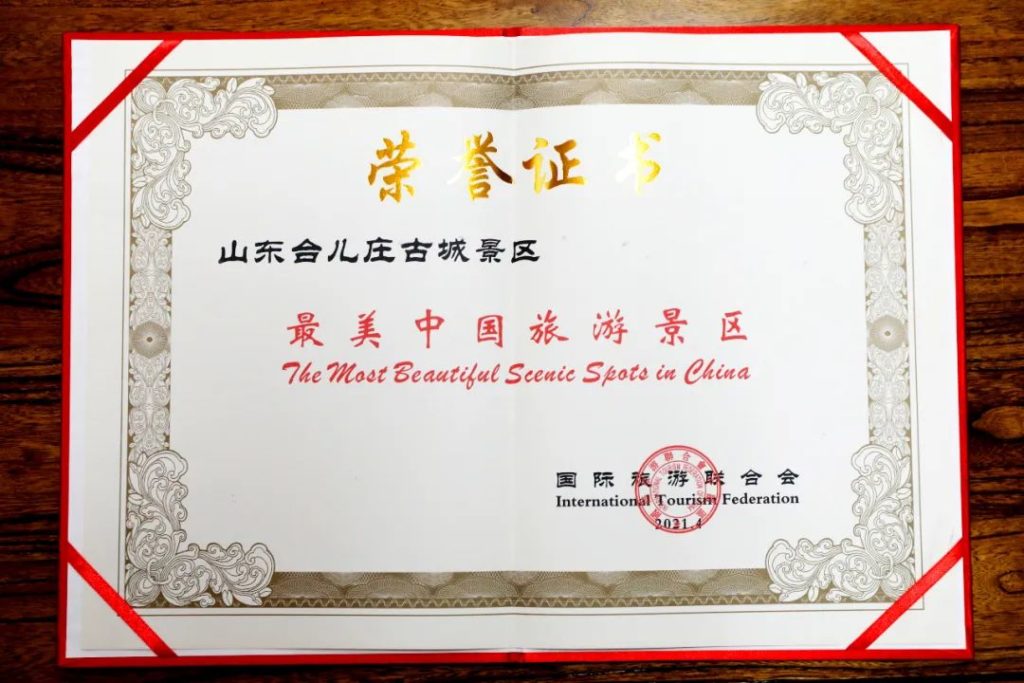 荣誉证书
山东台儿庄古城景区
最美中国旅游景区
The Most Beautiful Scenic Spots in China
国际旅游联合会
International Tourism Federation
2021.4